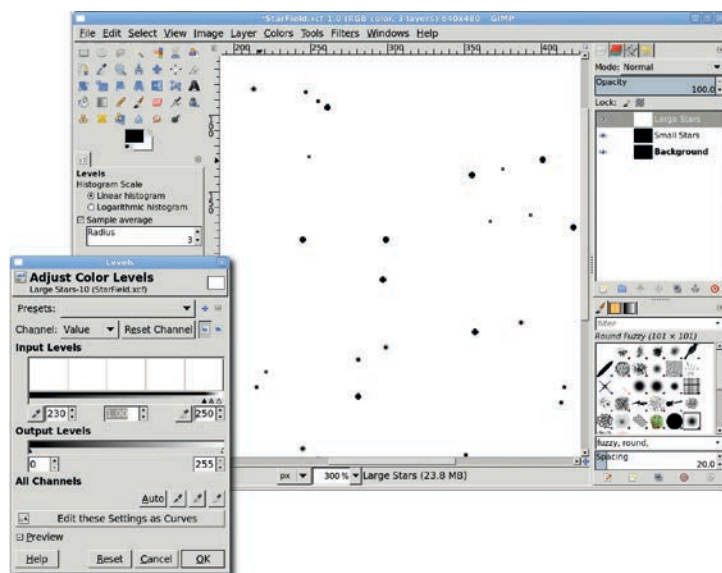 *StarField.xcf-1.0 (RGB color, 3 layers) 640x480 – GIMP
File Edit Select View Image Layer Colors Tools Filters Windows Help
200 250 300 350 400
Mode: Normal
Opacity 100.0
Lock:
Large Stars
Small Stars
Background
100
150
Levels
Histogram Scale
Linear histogram
Logarithmic histogram
Sample average
Radius
3
Levels
Adjust Color Levels
Large Stars-10 (StarField.xcf)
Presets:
Channel: Value Reset Channel
Input Levels
230 1.00 250
Output Levels
0 255
All Channels
Auto
Edit these Settings as Curves
Preview
Help Reset Cancel OK
px 300 % Large Stars (23.8 MB)
filter
Round Fuzzy (101 × 101)
fuzzy, round,
Spacing
20.0